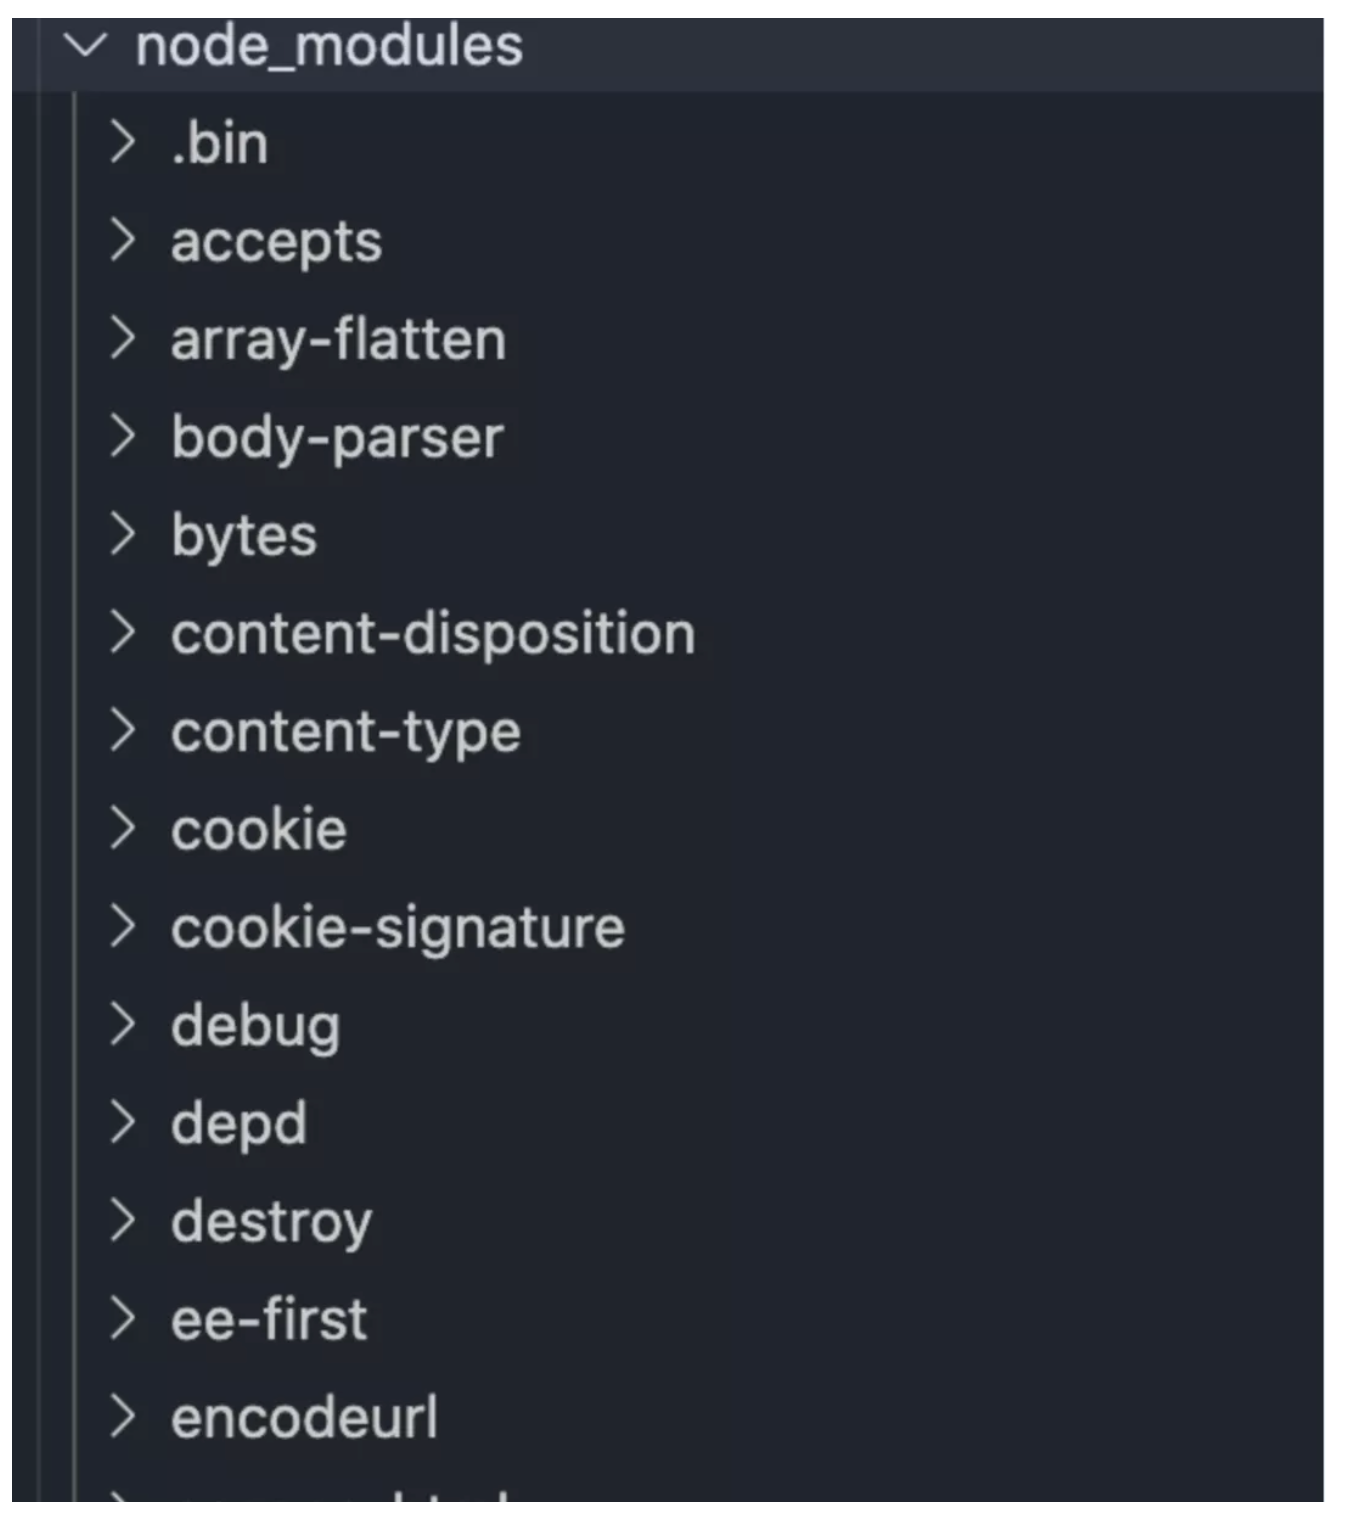 node_modules
.bin
accepts
array-flatten
body-parser
bytes
content-disposition
content-type
cookie
cookie-signature
debug
depd
destroy
ee-first
encodeurl